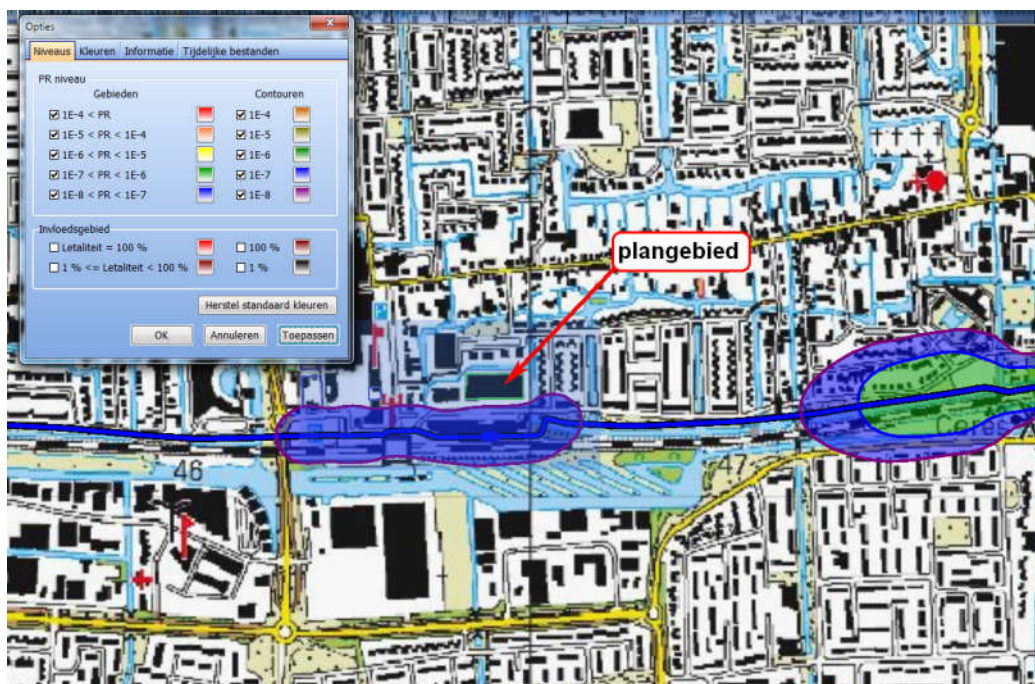 Opties
Niveaus Kleuren Informatie Tijdelijke bestanden
PR niveau
Gebieden Contouren
1E-4 < PR 1E-4
1E-5 < PR < 1E-4 1E-5
1E-6 < PR < 1E-5 1E-6
1E-7 < PR < 1E-6 1E-7
1E-8 < PR < 1E-7 1E-8
Invloedsgebied
Letaliteit = 100 % 100 %
1 % <= Letaliteit < 100 % 1 %
Herstel standaard kleuren
OK Annuleren Toepassen
plangebied
46
47